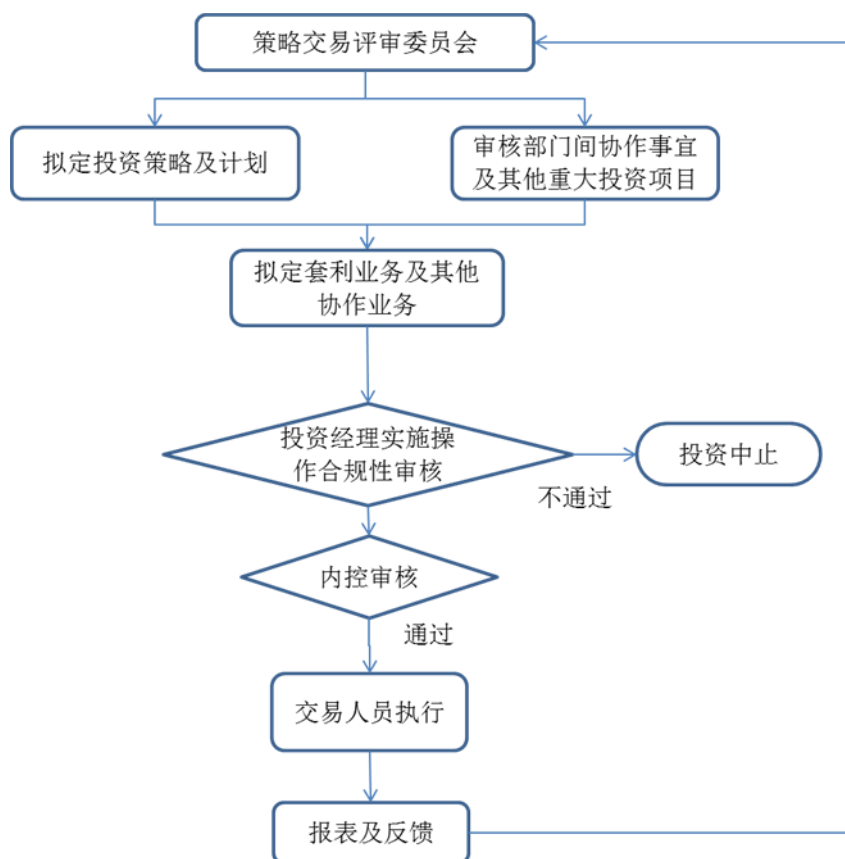 策略交易评审委员会
拟定投资策略及计划
审核部门间协作事宜
及其他重大投资项目
拟定套利业务及其他
协作业务
投资经理实施操
作合规性审核
投资中止
不通过
内控审核
通过
交易人员执行
报表及反馈